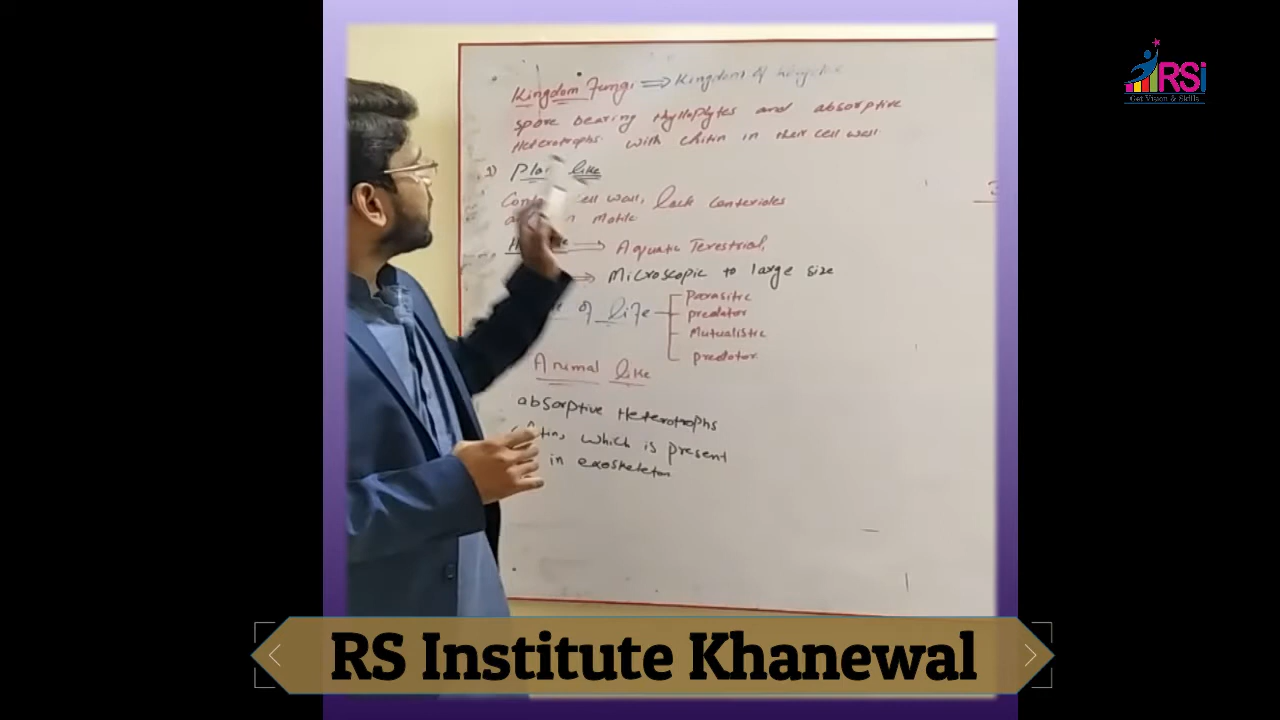 RSi
Get Vision & Skills
Kingdom Fungi ⟹ Kingdom of
spore bearing thyllophytes and absorptive
Heterotrophs with chitin in their cell wall
1) like
cell wall, lack centrioles
motile
→ Aquatic Terestrial,
⟹ Microscopic to large size
of life
Parasitic
predator
Mutualistic
predator
Animal like
absorptive Heterotrophs
which is present
in exoskeleton
3
RS Institute Khanewal